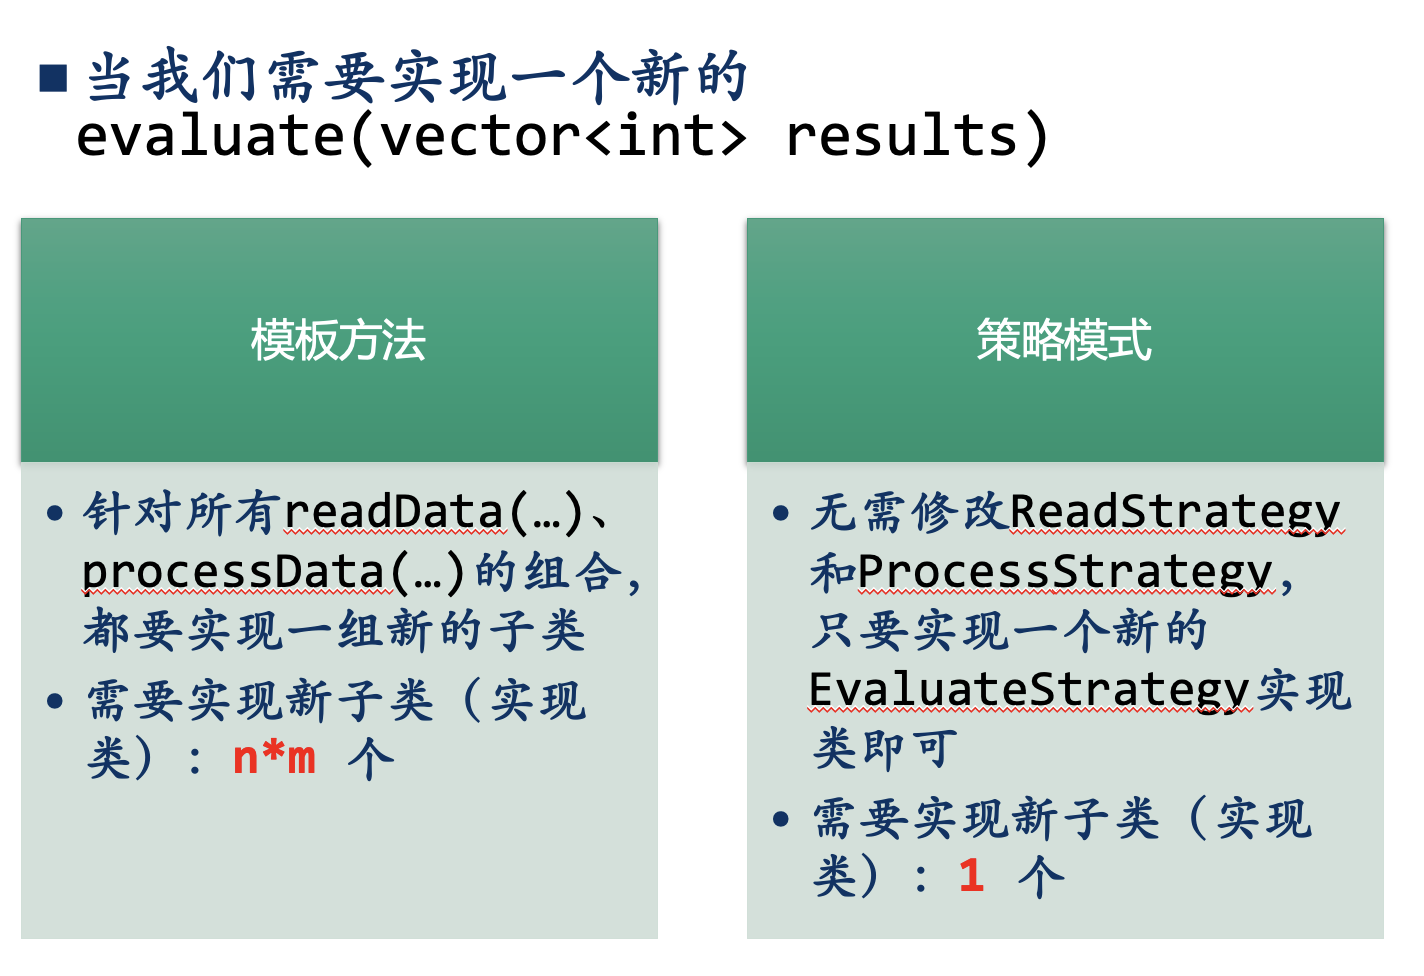 当我们需要实现一个新的
evaluate(vector<int> results)
模板方法
• 针对所有readData(…)、
processData(…)的组合，
都要实现一组新的子类
• 需要实现新子类（实现
类）：n*m 个
策略模式
• 无需修改ReadStrategy
和ProcessStrategy，
只要实现一个新的
EvaluateStrategy实现
类即可
• 需要实现新子类（实现
类）：1 个